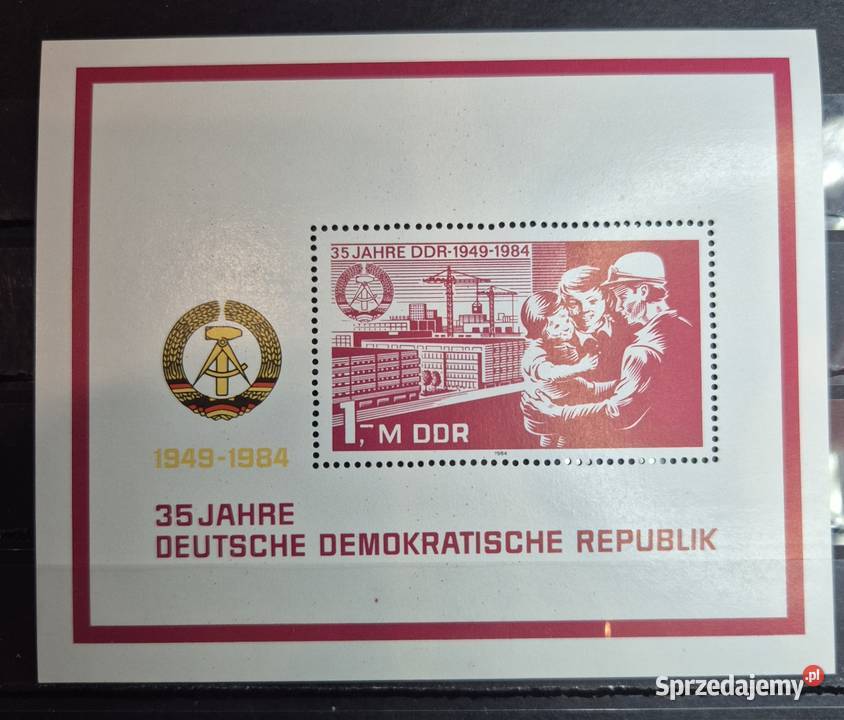 35 JAHRE DDR-1949-1984
1,- M DDR
1984
1949-1984
35 JAHRE
DEUTSCHE DEMOKRATISCHE REPUBLIK
Sprzedajemy.pl